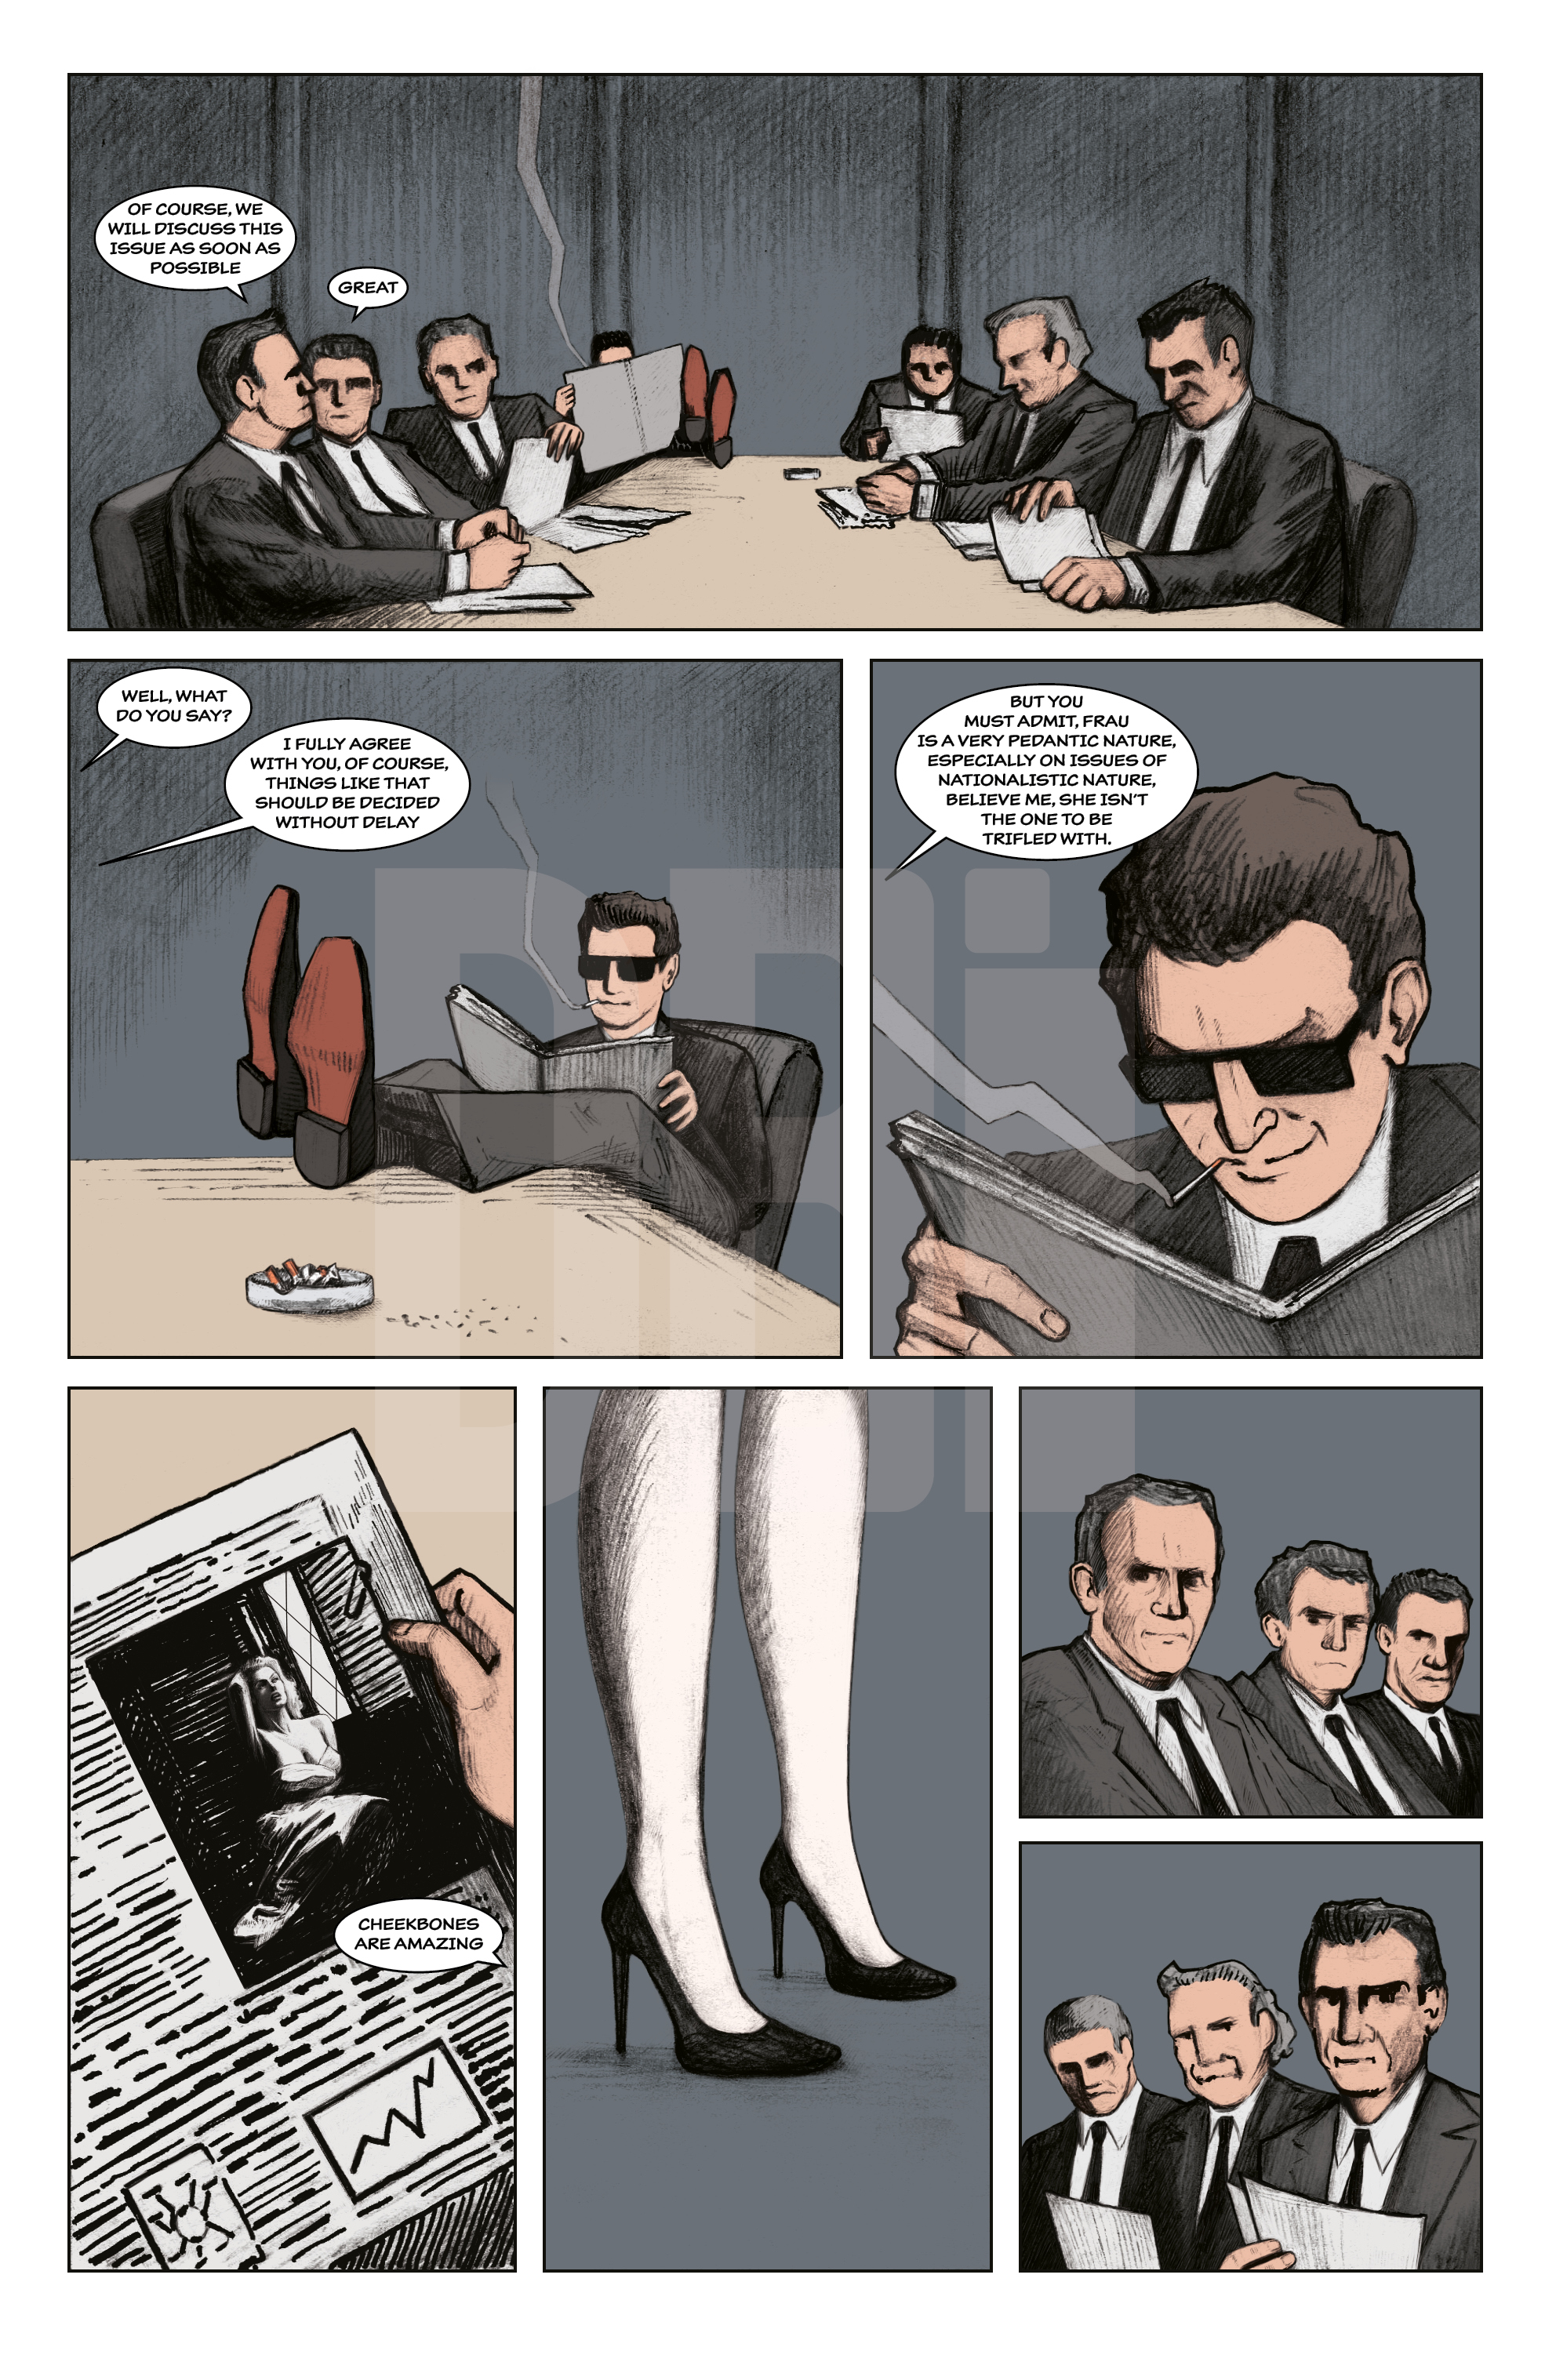 OF COURSE, WE
WILL DISCUSS THIS
ISSUE AS SOON AS
POSSIBLE
GREAT
WELL, WHAT
DO YOU SAY?
I FULLY AGREE
WITH YOU, OF COURSE,
THINGS LIKE THAT
SHOULD BE DECIDED
WITHOUT DELAY
BUT YOU
MUST ADMIT, FRAU
IS A VERY PEDANTIC NATURE,
ESPECIALLY ON ISSUES OF
NATIONALISTIC NATURE,
BELIEVE ME, SHE ISN'T
THE ONE TO BE
TRIFLED WITH.
CHEEKBONES
ARE AMAZING